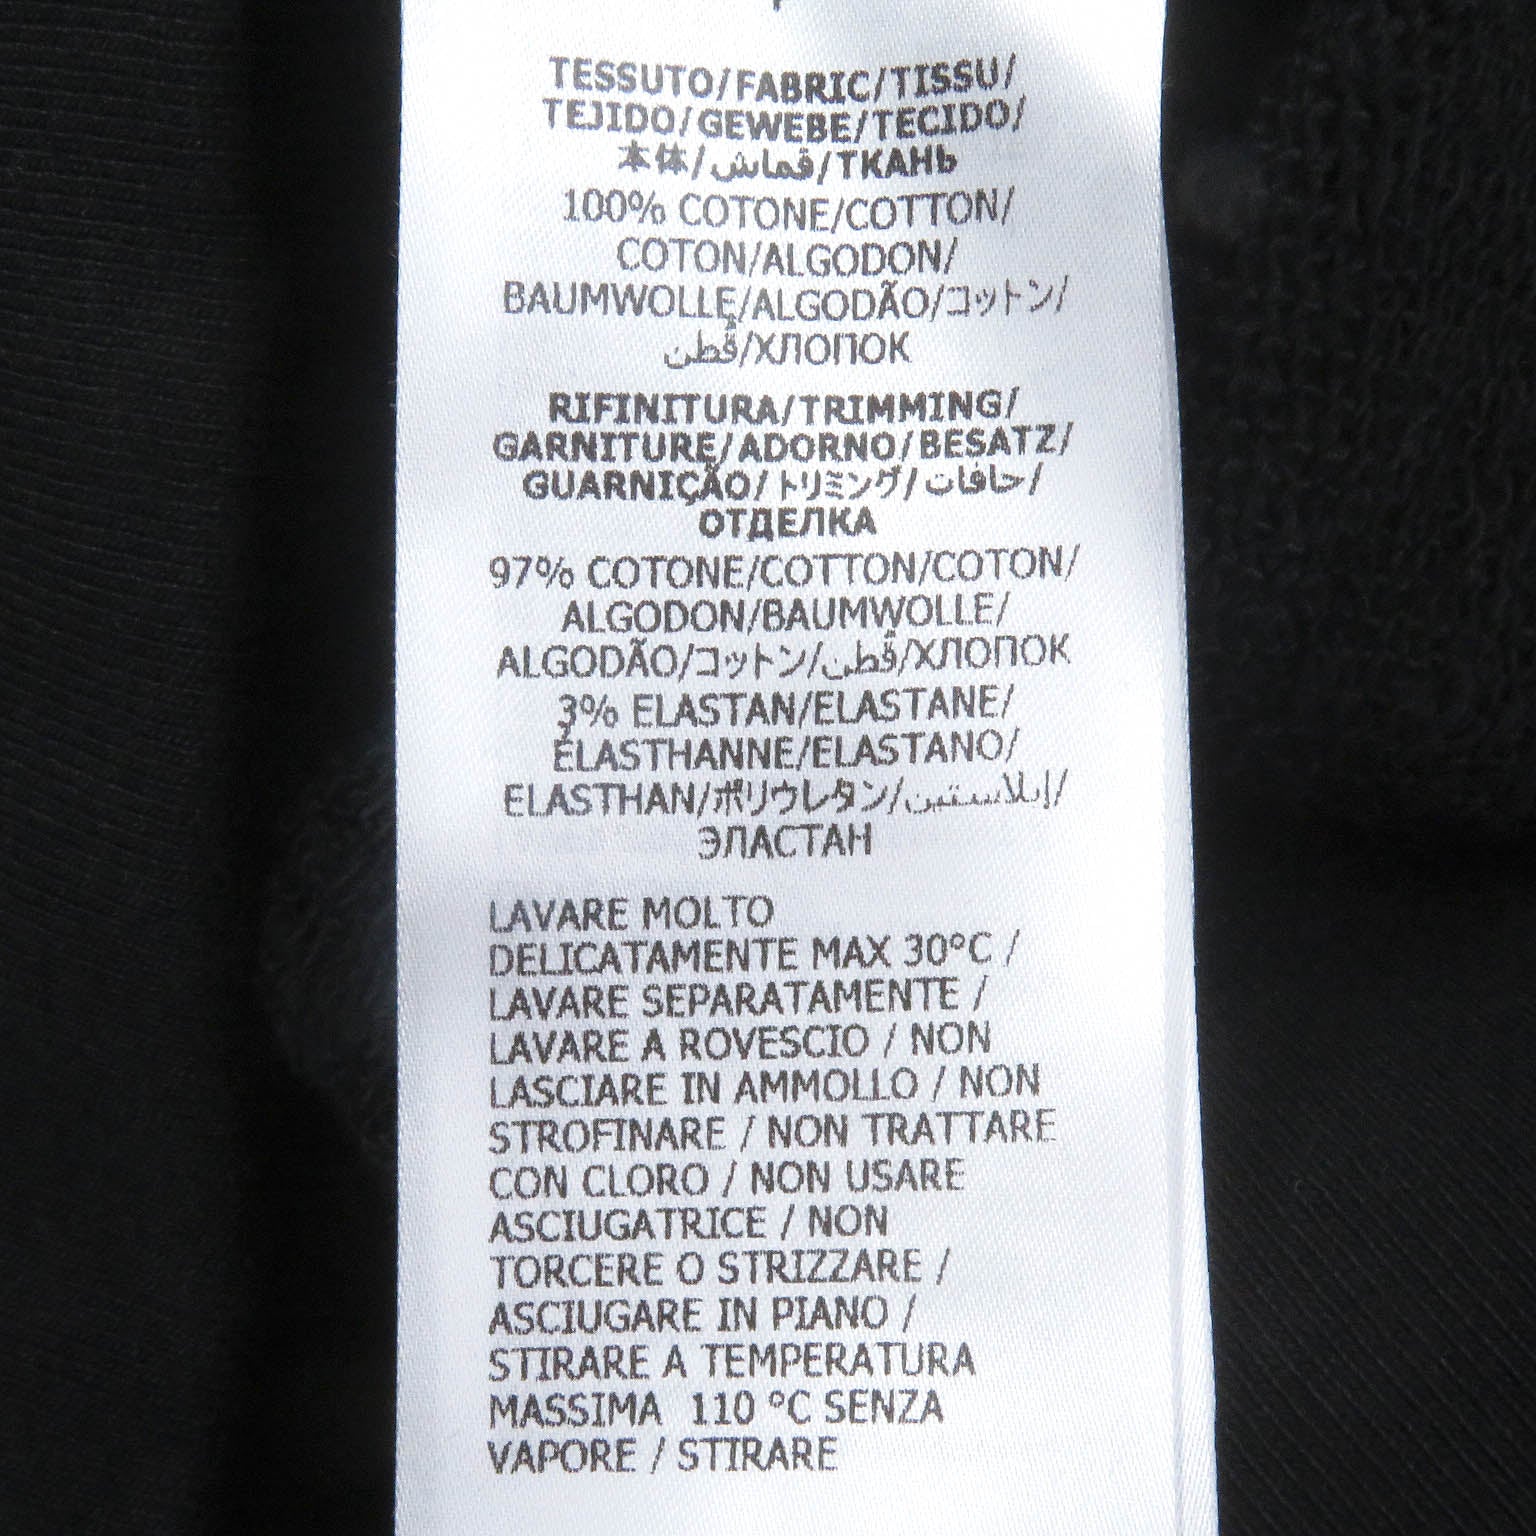 TESSUTO/FABRIC/TISSU/
TEJIDO/GEWEBE/TECIDO/
本体/قماش/ТКАНЬ
100% COTONE/COTTON/
COTON/ALGODON/
BAUMWOLLE/ALGODÃO/コットン/
قطن/ХЛОПОК
RIFINITURA/TRIMMING/
GARNITURE/ADORNO/BESATZ/
GUARNIÇÃO/トリミング/حافات/
ОТДЕЛКА
97% COTONE/COTTON/COTON/
ALGODON/BAUMWOLLE/
ALGODÃO/コットン/قطن/ХЛОПОК
3% ELASTAN/ELASTANE/
ÉLASTHANNE/ELASTANO/
ELASTHAN/ポリウレタン/إيلاستين/
ЭЛАСТАН
LAVARE MOLTO
DELICATAMENTE MAX 30°C /
LAVARE SEPARATAMENTE /
LAVARE A ROVESCIO / NON
LASCIARE IN AMMOLLO / NON
STROFINARE / NON TRATTARE
CON CLORO / NON USARE
ASCIUGATRICE / NON
TORCERE O STRIZZARE /
ASCIUGARE IN PIANO /
STIRARE A TEMPERATURA
MASSIMA 110 °C SENZA
VAPORE / STIRARE